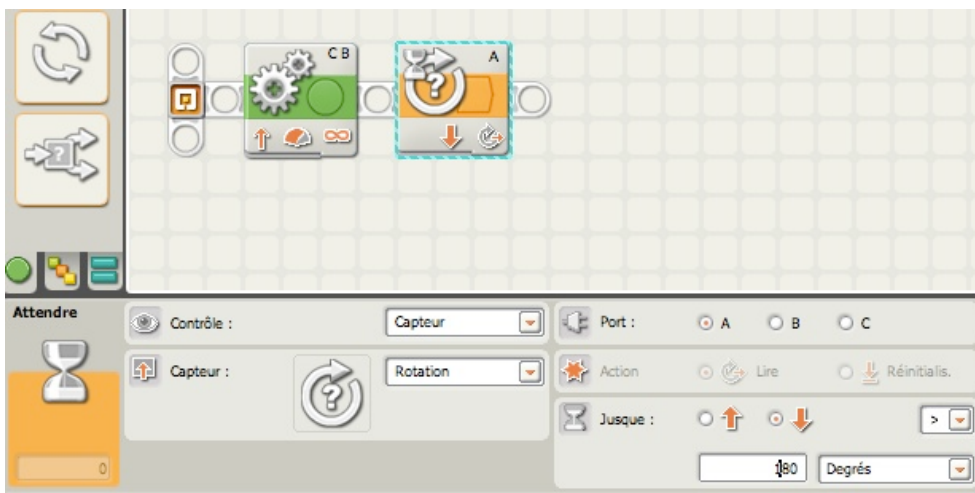 C B
A
Attendre
Contrôle :
Capteur
Port :
A
B
C
Capteur :
Rotation
Action
Lire
Réinitialis.
Jusque :
>
0
180
Degrés